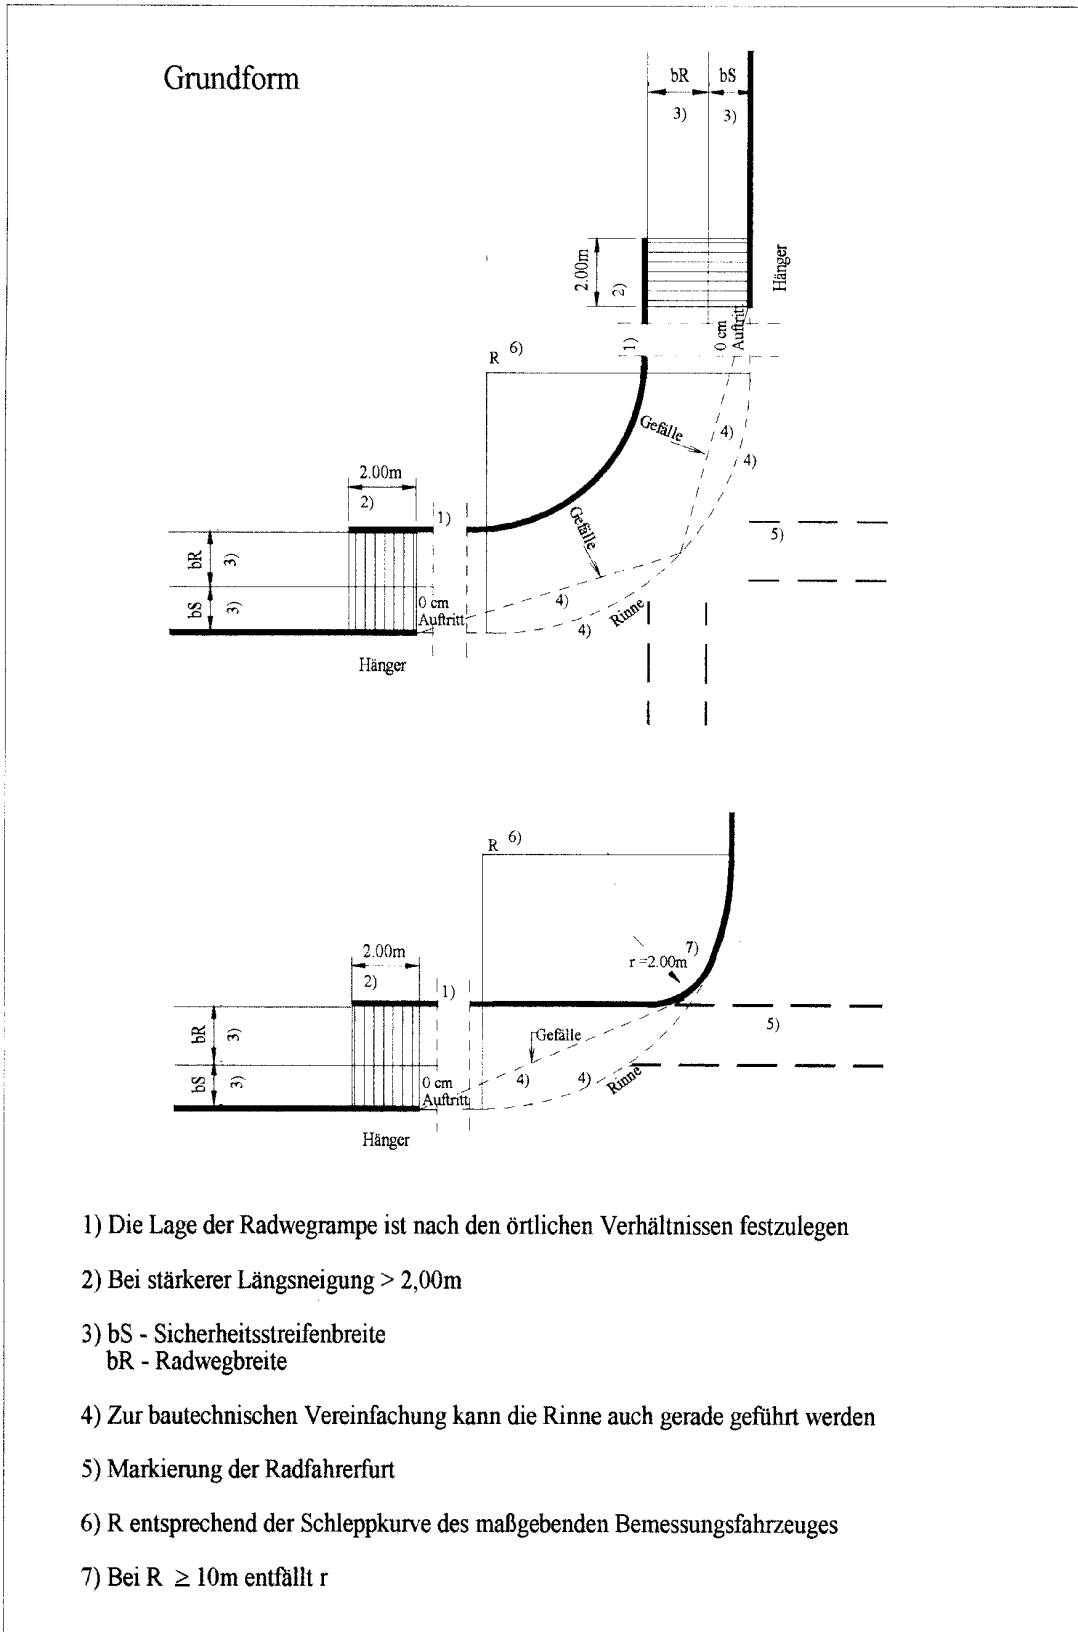 Grundform
bR
bS
3)
3)
2.00m
2)
Hänger
0 cm
Auftritt
1)
R 6)
Gefälle
4)
4)
2.00m
2)
1)
5)
bR
3)
Gefälle
bS
3)
0 cm
Auftritt
4)
4)
Rinne
Hänger
R 6)
2.00m
2)
1)
7)
r =2.00m
5)
bR
3)
Gefälle
bS
3)
0 cm
Auftritt
4)
4)
Rinne
Hänger
1) Die Lage der Radwegrampe ist nach den örtlichen Verhältnissen festzulegen
2) Bei stärkerer Längsneigung > 2,00m
3) bS - Sicherheitsstreifenbreite
bR - Radwegbreite
4) Zur bautechnischen Vereinfachung kann die Rinne auch gerade geführt werden
5) Markierung der Radfahrerfurt
6) R entsprechend der Schleppkurve des maßgebenden Bemessungsfahrzeuges
7) Bei R ≥ 10m entfällt r